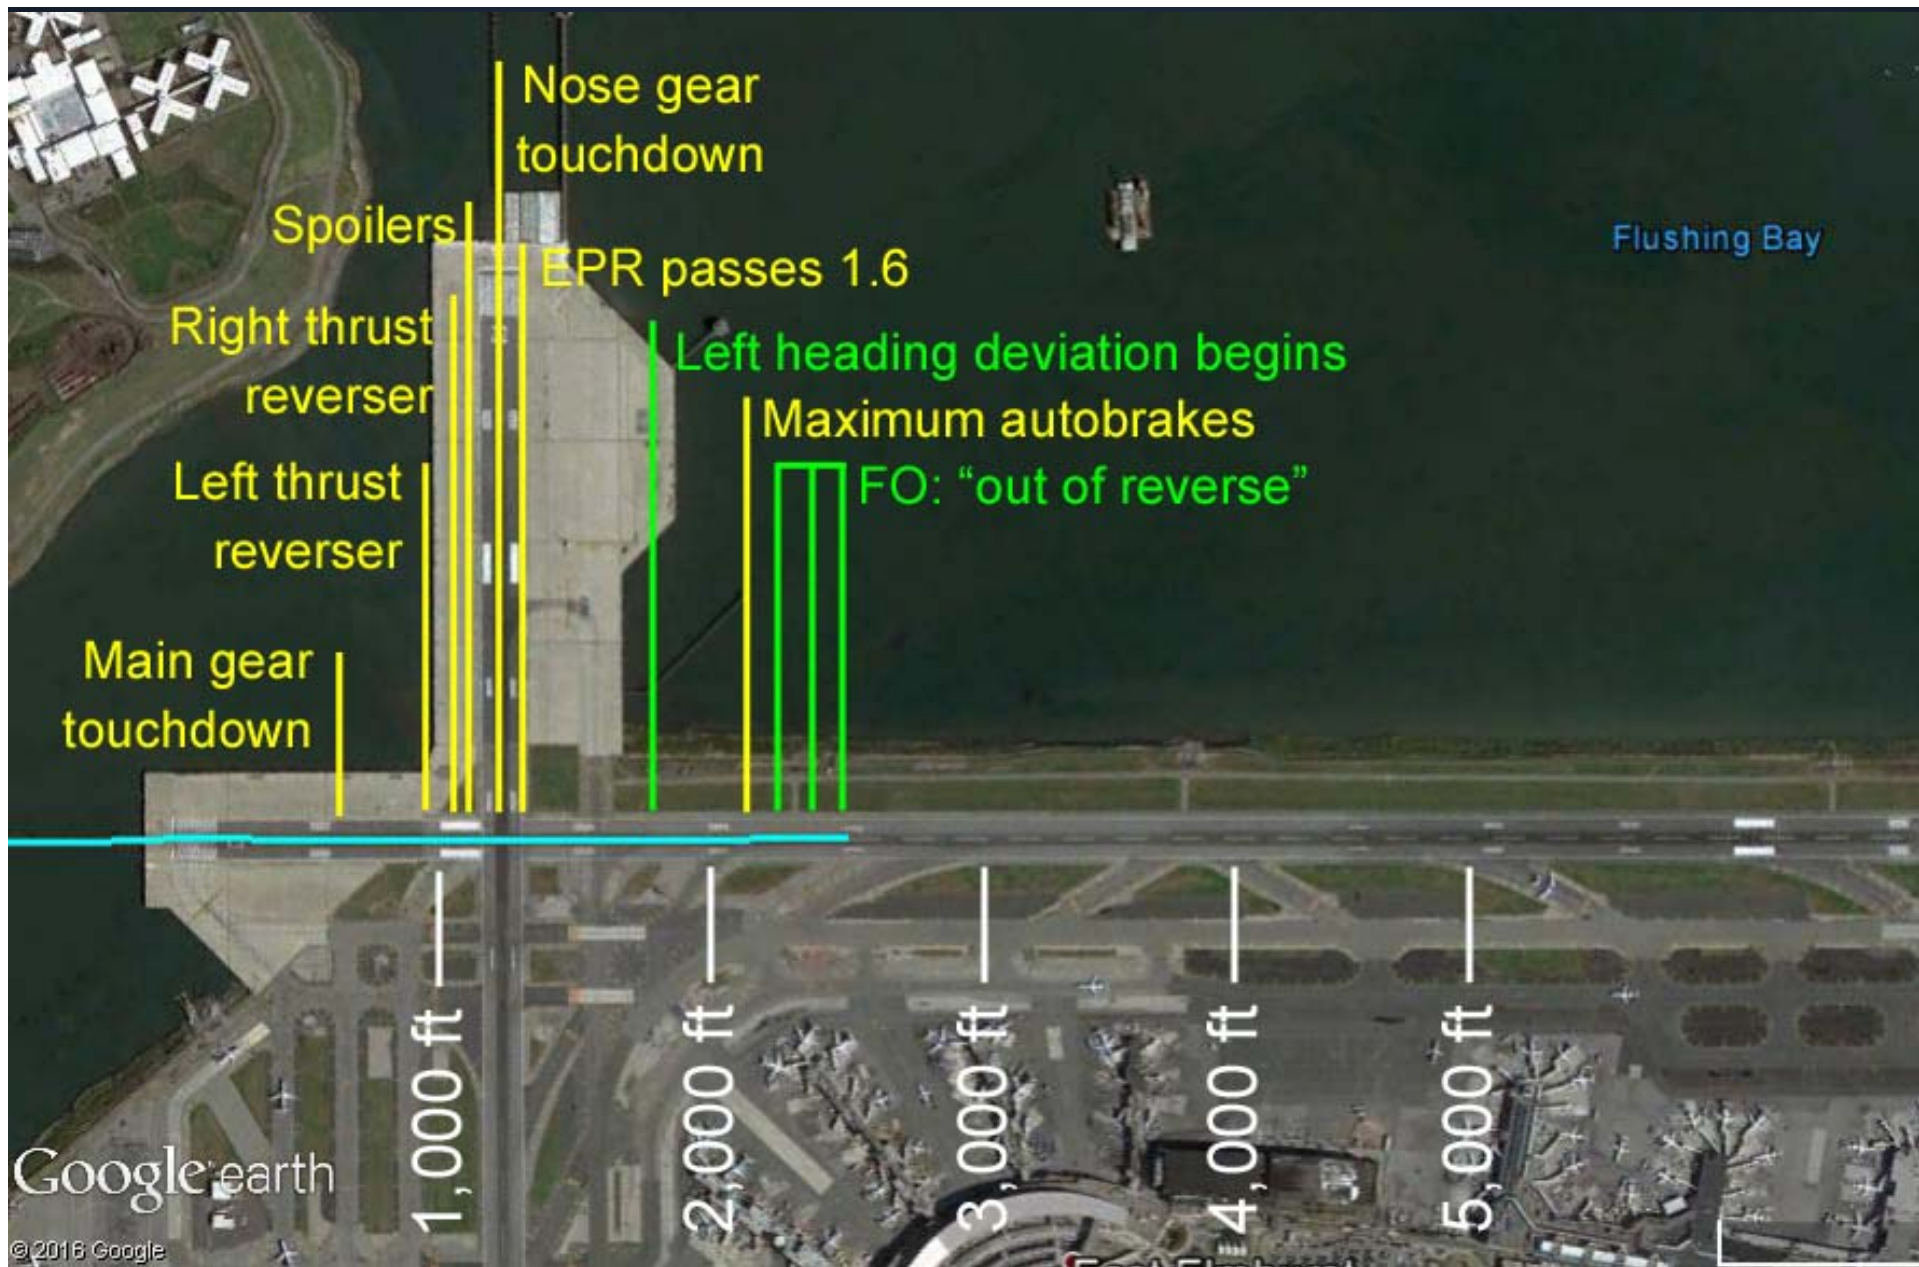 Nose gear
touchdown
Spoilers
EPR passes 1.6
Flushing Bay
Right thrust
reverser
Left heading deviation begins
Maximum autobrakes
Left thrust
reverser
FO: “out of reverse”
Main gear
touchdown
1,000 ft
2,000 ft
3,000 ft
4,000 ft
5,000 ft
Google earth
© 2016 Google
East Elmhurst